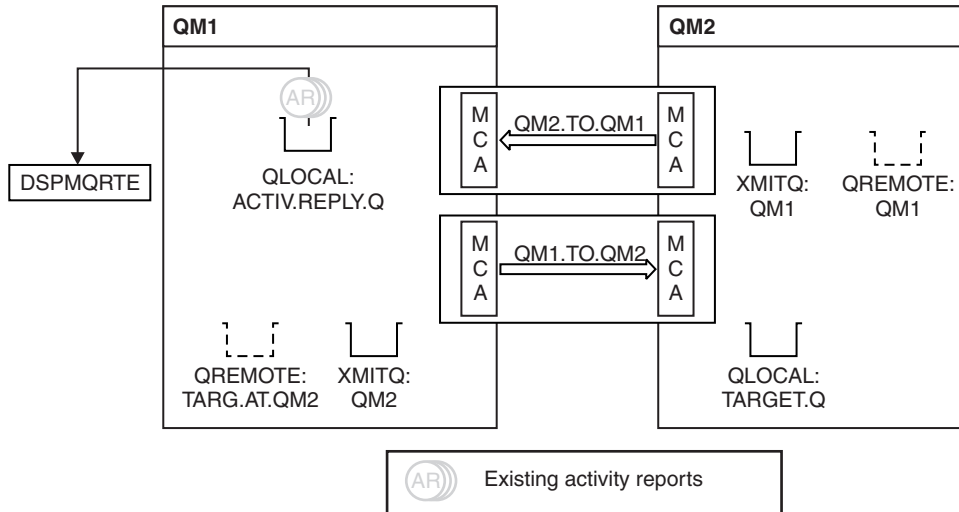 QM1
QM2
AR
M
C
A
QM2.TO.QM1
M
C
A
DSPMQRTE
QLOCAL:
ACTIV.REPLY.Q
XMITQ:
QM1
QREMOTE:
QM1
M
C
A
QM1.TO.QM2
M
C
A
QREMOTE:
TARG.AT.QM2
XMITQ:
QM2
QLOCAL:
TARGET.Q
AR
Existing activity reports